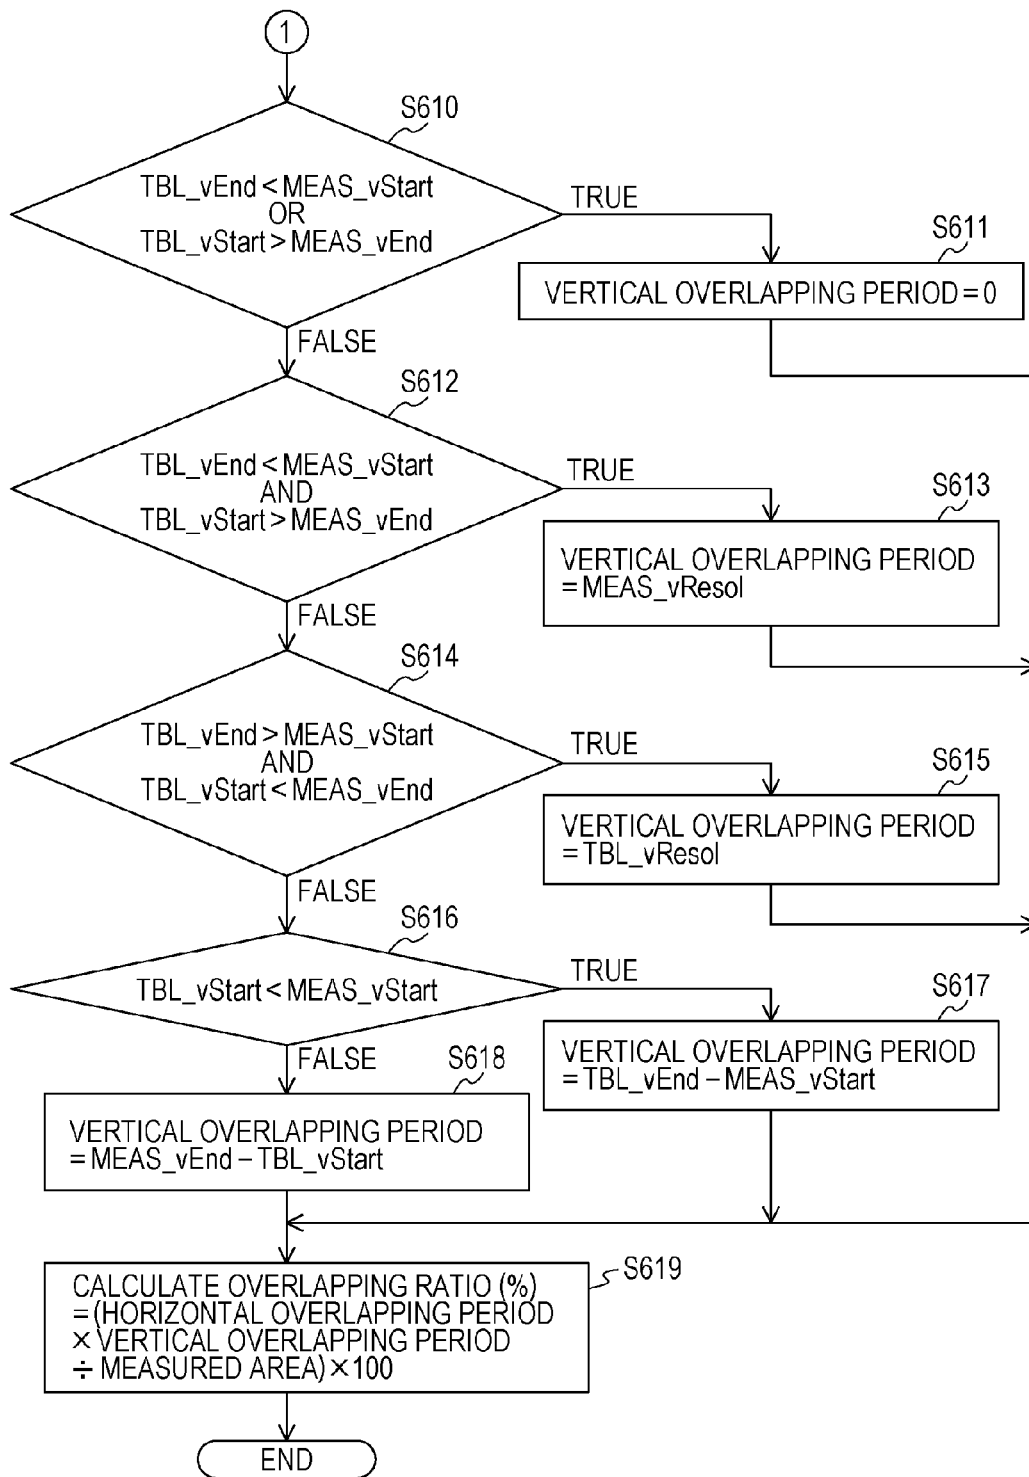 1
S610
TBL_vEnd < MEAS_vStart
OR
TBL_vStart > MEAS_vEnd
TRUE
S611
VERTICAL OVERLAPPING PERIOD = 0
FALSE
S612
TBL_vEnd < MEAS_vStart
AND
TBL_vStart > MEAS_vEnd
TRUE
S613
VERTICAL OVERLAPPING PERIOD
= MEAS_vResol
FALSE
S614
TBL_vEnd > MEAS_vStart
AND
TBL_vStart < MEAS_vEnd
TRUE
S615
VERTICAL OVERLAPPING PERIOD
= TBL_vResol
FALSE
S616
TBL_vStart < MEAS_vStart
TRUE
S617
VERTICAL OVERLAPPING PERIOD
= TBL_vEnd – MEAS_vStart
FALSE
S618
VERTICAL OVERLAPPING PERIOD
= MEAS_vEnd – TBL_vStart
S619
CALCULATE OVERLAPPING RATIO (%)
= (HORIZONTAL OVERLAPPING PERIOD
× VERTICAL OVERLAPPING PERIOD
÷ MEASURED AREA) × 100
END